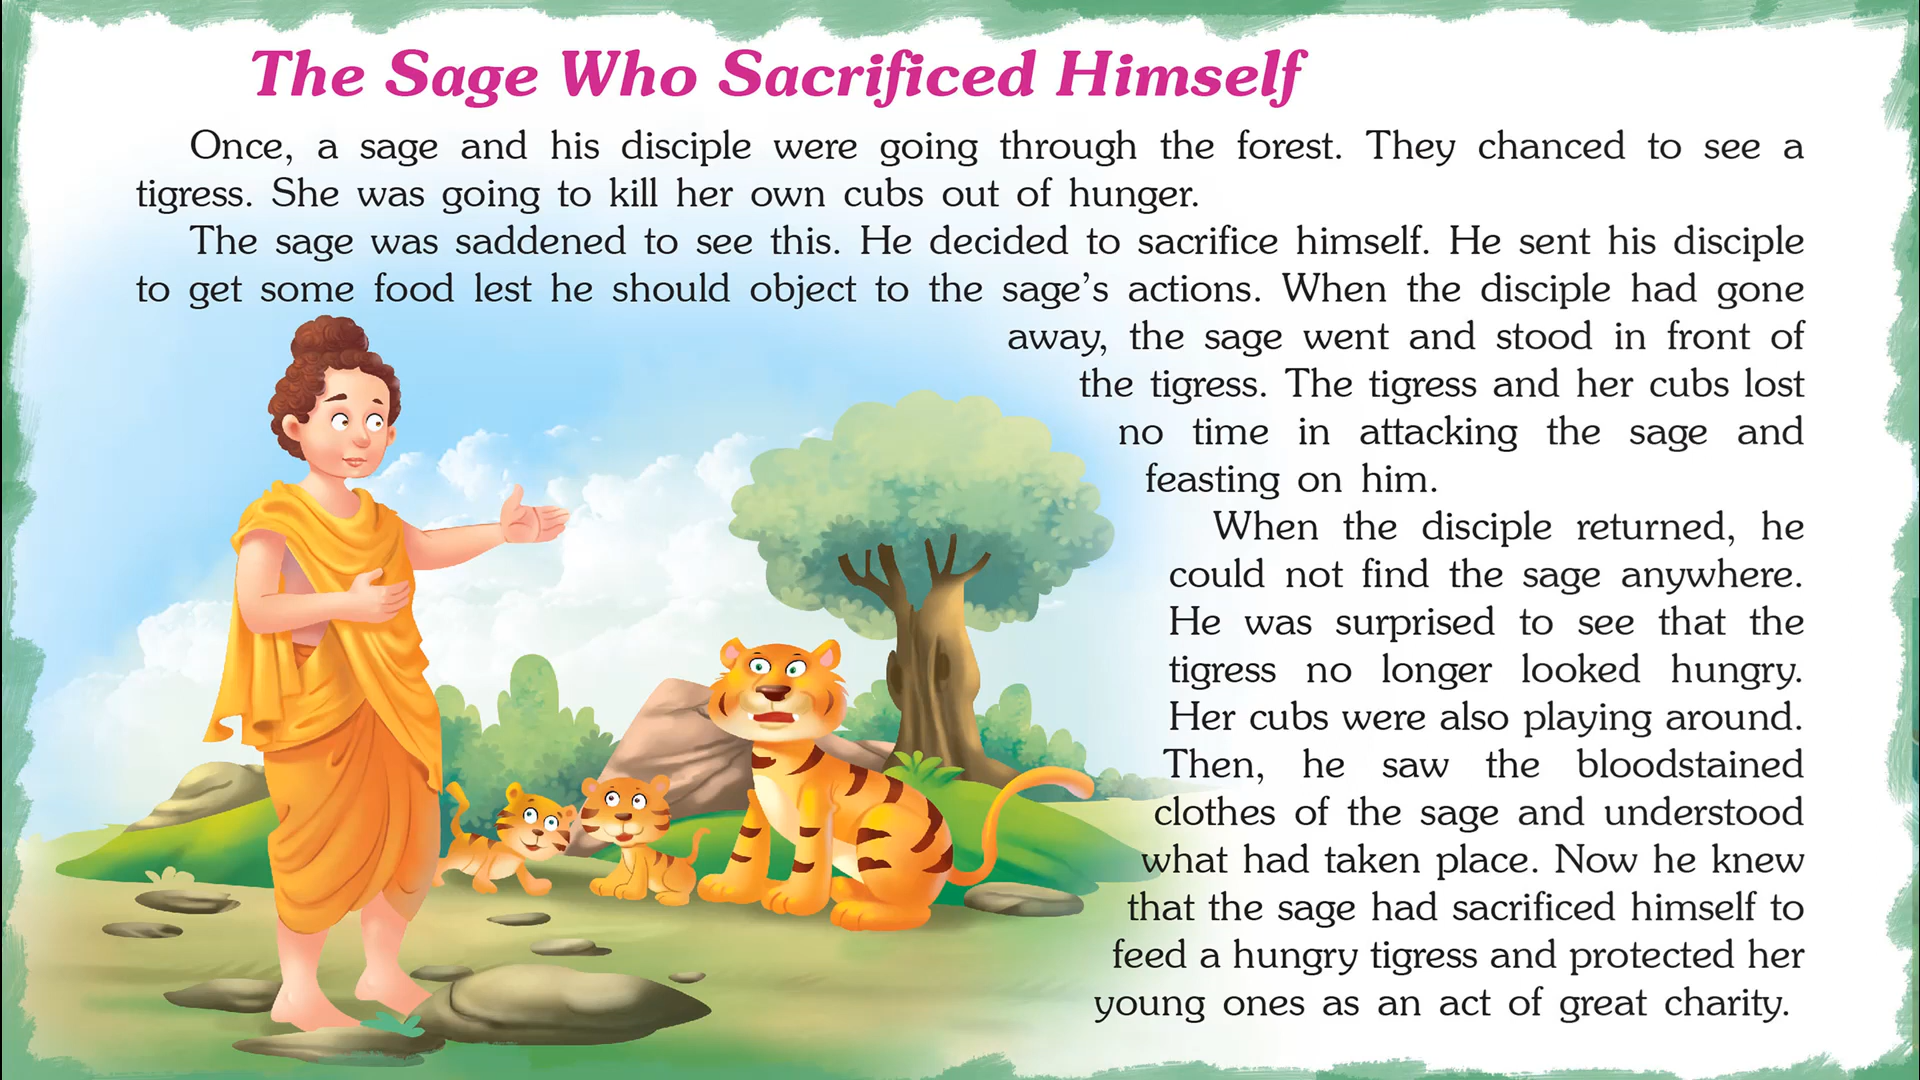 The Sage Who Sacrificed Himself
Once, a sage and his disciple were going through the forest. They chanced to see a
tigress. She was going to kill her own cubs out of hunger.
The sage was saddened to see this. He decided to sacrifice himself. He sent his disciple
to get some food lest he should object to the sage's actions. When the disciple had gone
away, the sage went and stood in front of
the tigress. The tigress and her cubs lost
no time in attacking the sage and
feasting on him.
When the disciple returned, he
could not find the sage anywhere.
He was surprised to see that the
tigress no longer looked hungry.
Her cubs were also playing around.
Then, he saw the bloodstained
clothes of the sage and understood
what had taken place. Now he knew
that the sage had sacrificed himself to
feed a hungry tigress and protected her
young ones as an act of great charity.